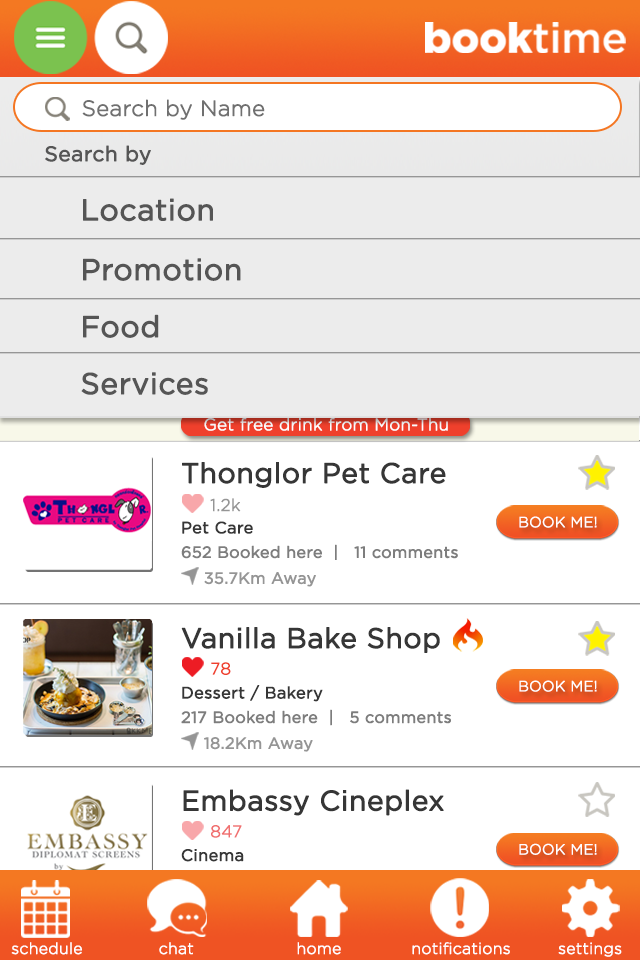 booktime
Search by Name
Search by
Location
Promotion
Food
Services
Get free drink from Mon-Thu
Thonglor Pet Care
1.2k
THONGLOR
PET CARE
BOOK ME!
Pet Care
652 Booked here | 11 comments
35.7Km Away
Vanilla Bake Shop
78
BOOK ME!
Dessert / Bakery
217 Booked here | 5 comments
18.2Km Away
Embassy Cineplex
847
E
EMBASSY
DIPLOMAT SCREENS
by
BOOK ME!
Cinema
schedule
chat
home
notifications
settings